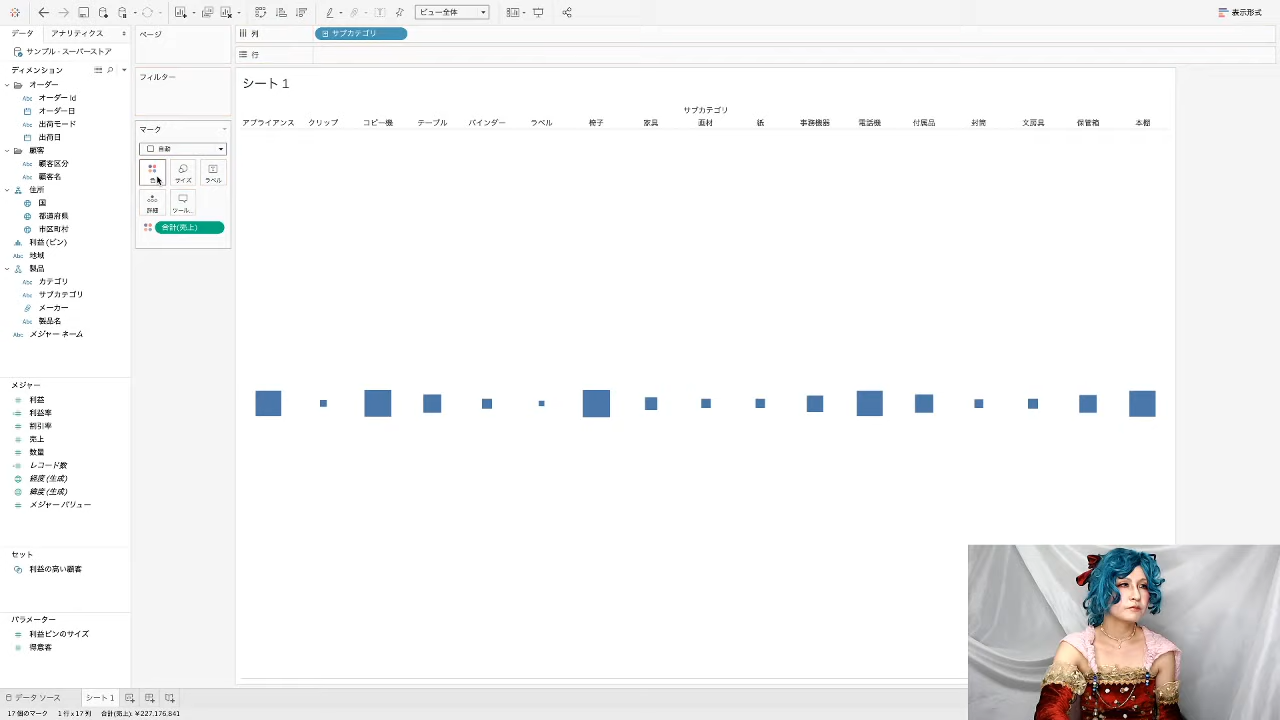 ビュー全体
表示形式
データ
アナリティクス
ページ
列
サブカテゴリ
サンプル - スーパーストア
行
ディメンション
フィルター
オーダー
Abc オーダー Id
オーダー日
Abc 出荷モード
出荷日
顧客
Abc 顧客区分
Abc 顧客名
住所
国
都道府県
市区町村
利益 (ビン)
Abc 地域
製品
Abc カテゴリ
Abc サブカテゴリ
メーカー
Abc 製品名
Abc メジャー ネーム
マーク
自動
色
サイズ
ラベル
詳細
ツール...
合計(売上)
シート 1
サブカテゴリ
アプライアンス クリップ コピー機 テーブル バインダー ラベル 椅子 家具 画材 紙 事務機器 電話機 付属品 封筒 文房具 保管箱 本棚
メジャー
利益
利益率
割引率
売上
数量
レコード数
経度 (生成)
緯度 (生成)
メジャー バリュー
セット
利益の高い顧客
パラメーター
利益ビンのサイズ
得意客
データ ソース
シート 1
17 個のマーク 1 行 x 17 列 合計(売上): ¥227,176,841